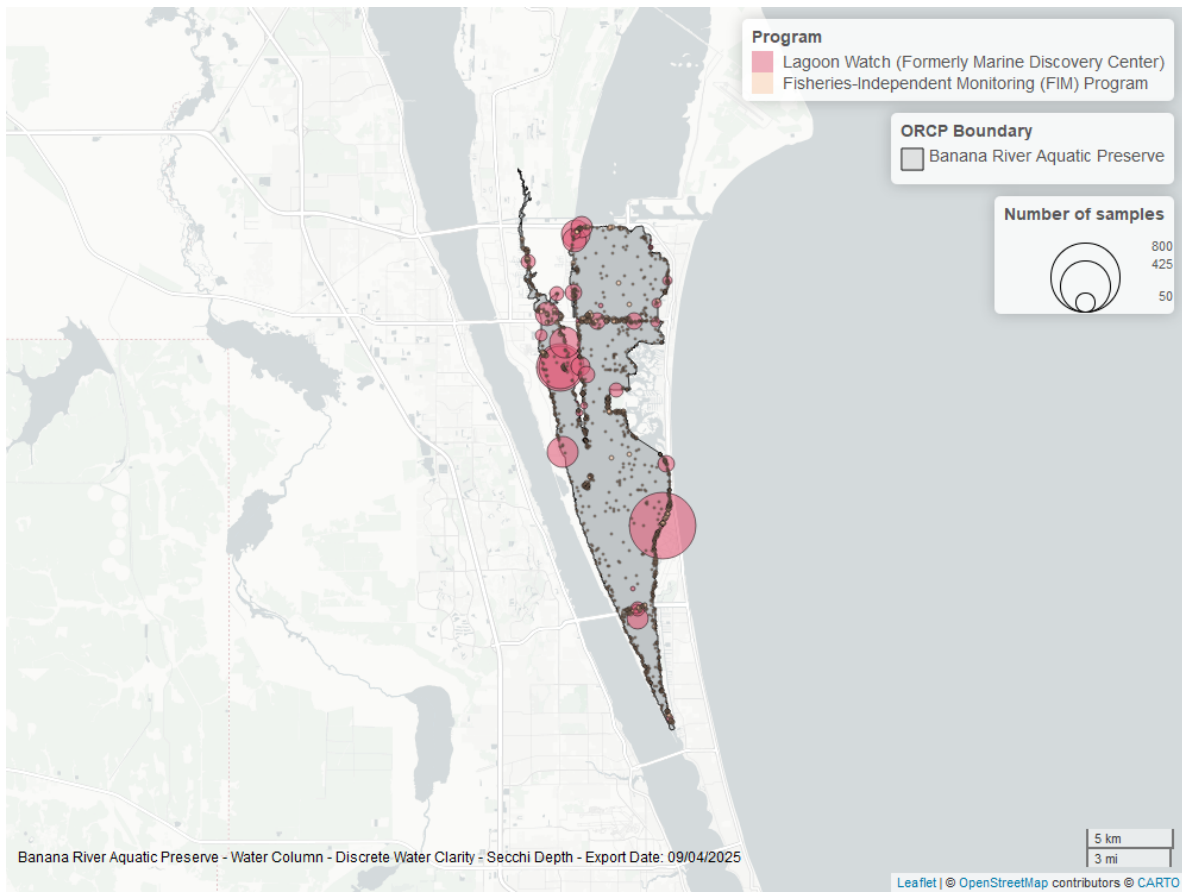 Program
Lagoon Watch (Formerly Marine Discovery Center)
Fisheries-Independent Monitoring (FIM) Program
ORCP Boundary
Banana River Aquatic Preserve
Number of samples
800
425
50
5 km
3 mi
Banana River Aquatic Preserve - Water Column - Discrete Water Clarity - Secchi Depth - Export Date: 09/04/2025
Leaflet | © OpenStreetMap contributors © CARTO